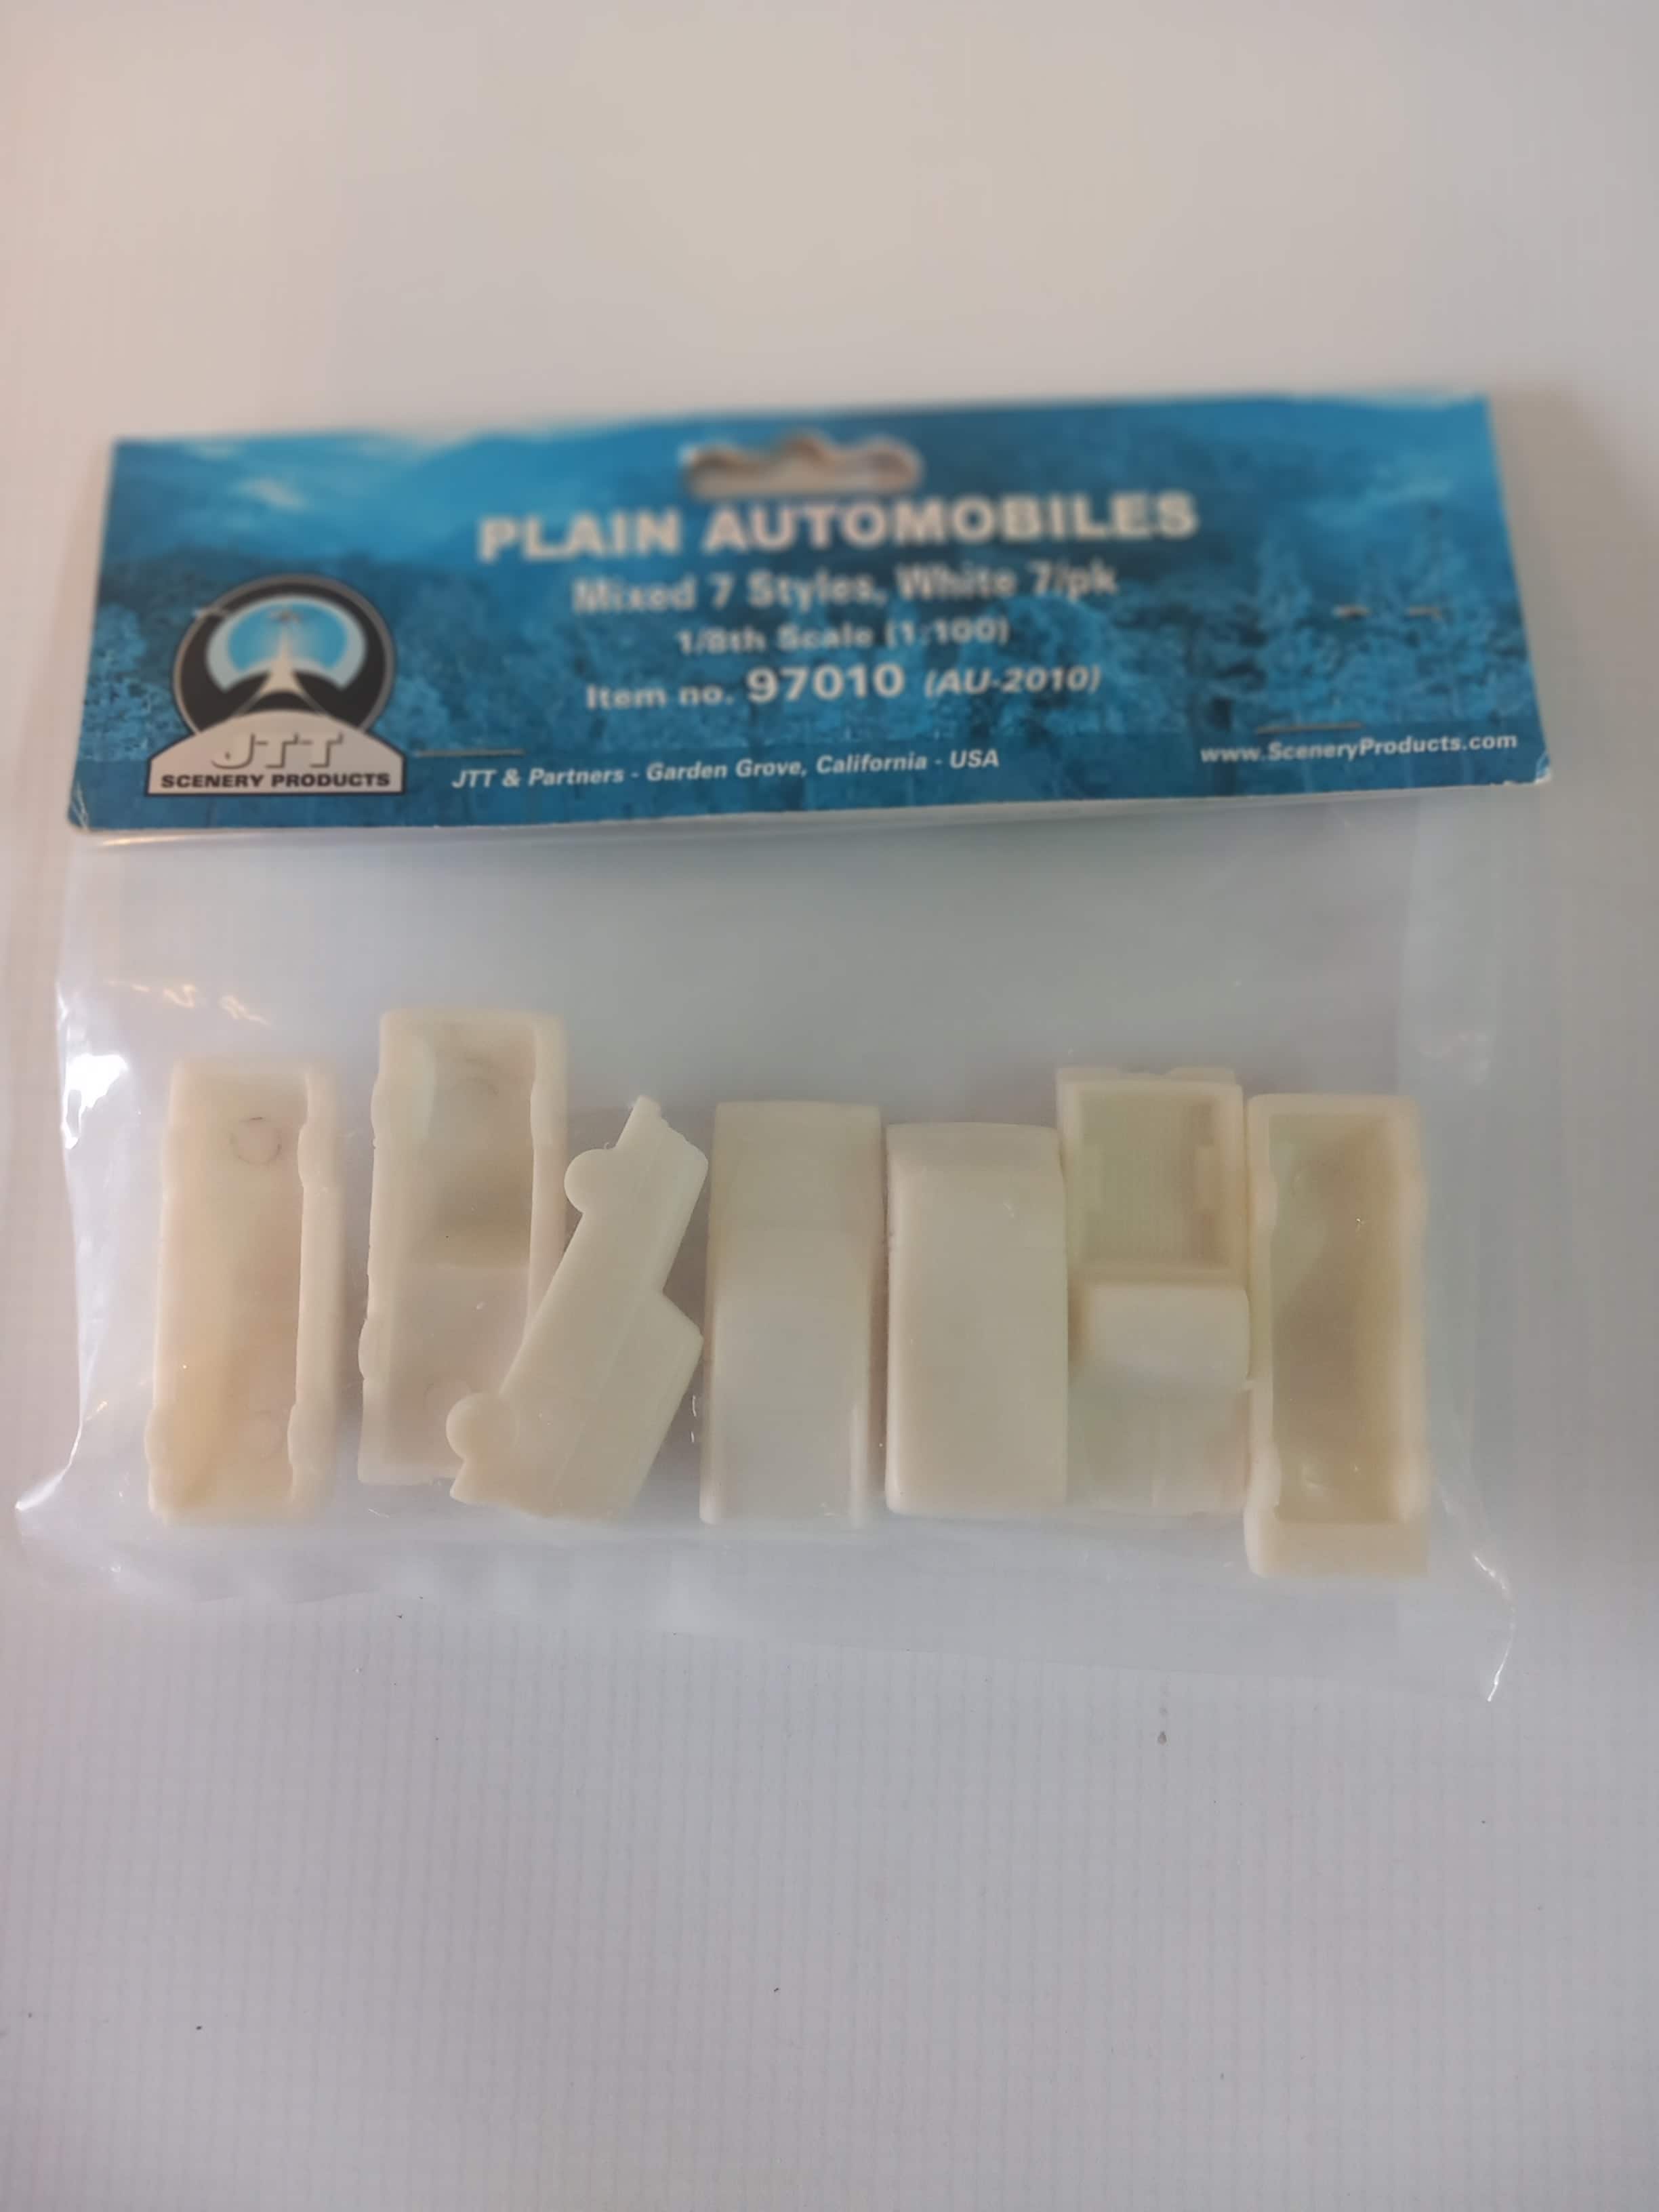 PLAIN AUTOMOBILES
Mixed 7 Styles, White 7/pk
1/8th Scale (1:100)
Item no. 97010 (AU-2010)
JTT
SCENERY PRODUCTS
JTT & Partners - Garden Grove, California - USA
www.SceneryProducts.com